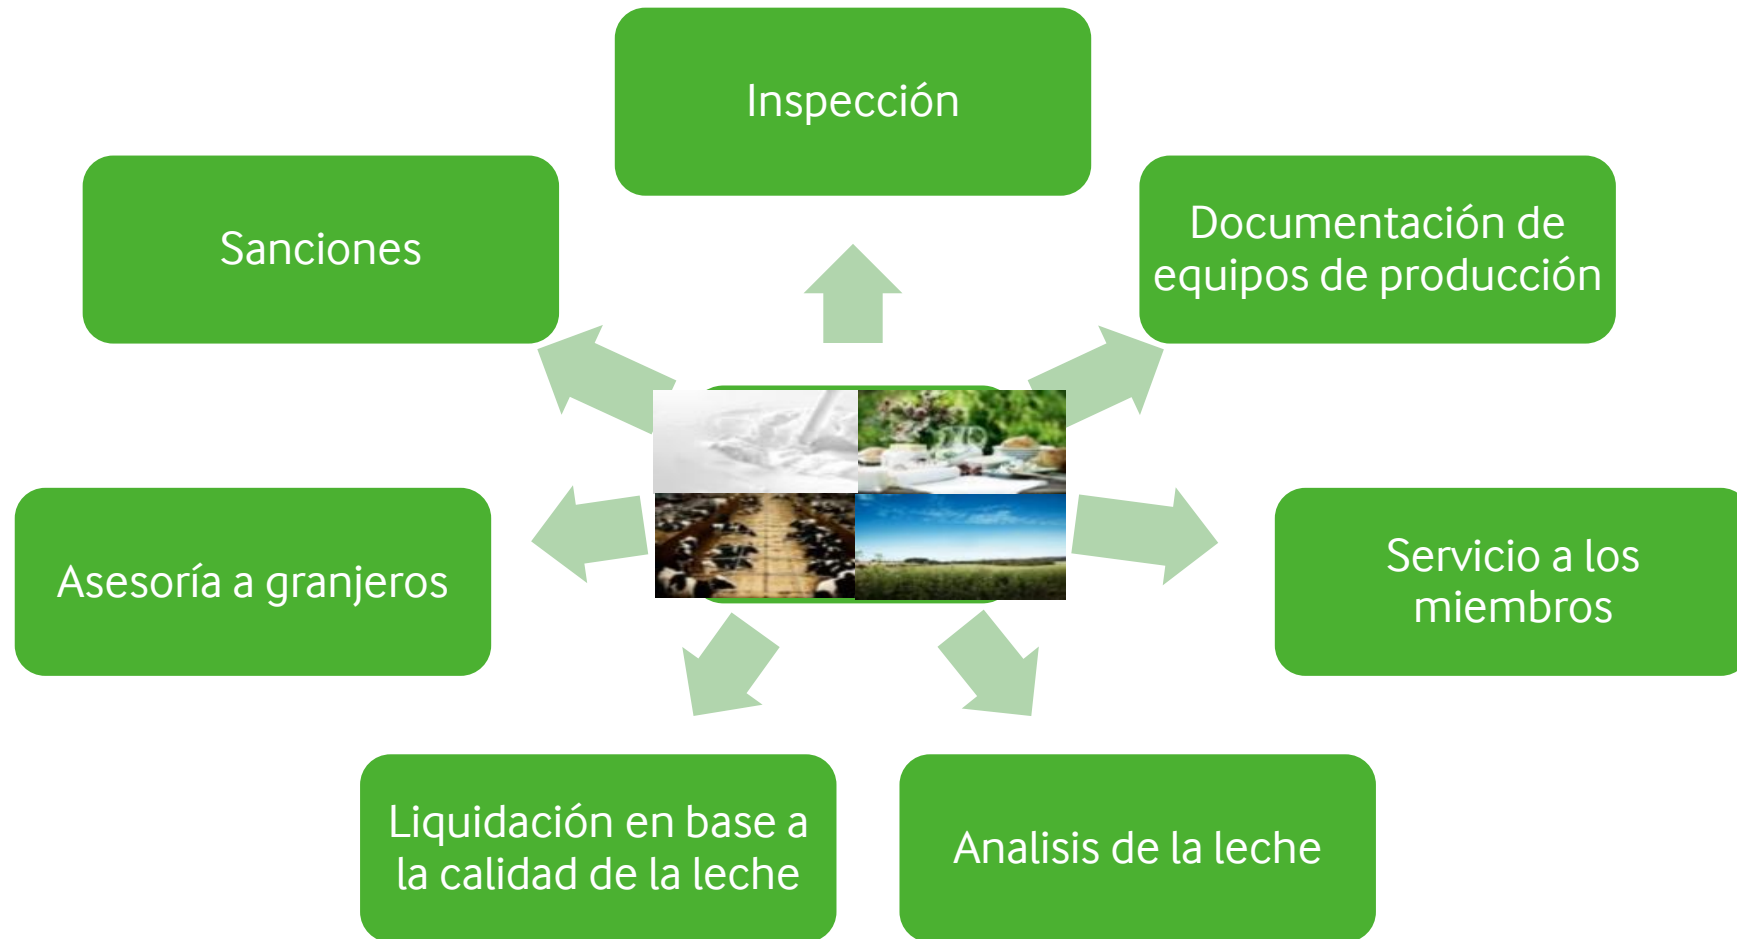 Inspección
Sanciones
Documentación de
equipos de producción
Asesoría a granjeros
Servicio a los
miembros
Liquidación en base a
la calidad de la leche
Analisis de la leche